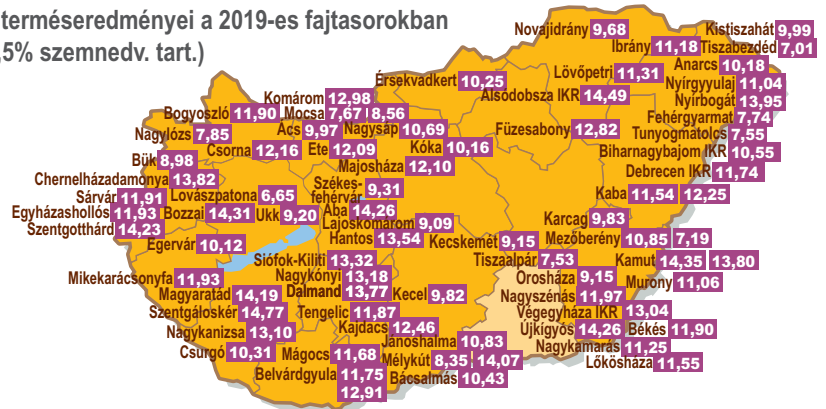 terméseredményei a 2019-es fajtasorokban
,5% szemnedv. tart.)
Novajidrány 9,68
Kistiszahát 9,99
Ibrány 11,18 Tiszabezdéd 7,01
Anarcs 10,18
Lövőpetri 11,31
Nyírgyulaj 11,04
Érsekvadkert 10,25
Alsodobsza IKR 14,49
Nyírbogát 13,95
Komárom 12,98
Bogyoszló 11,90 Mocsa 7,67 8,56
Fehérgyarmat 7,74
Nagylózs 7,85
Ács 9,97 Nagysáp 10,69
Füzesabony 12,82
Tunyogmatolcs 7,55
Csorna 12,16 Ete 12,09
Kóka 10,16
Biharnagybajom IKR 10,55
Bük 8,98
Majosháza 12,10
Debrecen IKR 11,74
Chernelházadamonya 13,82
Székes-
fehérvár 9,31
Kaba 11,54 12,25
Sárvár 11,91
Lovászpatona 6,65
Egyházashollós 11,93 Bozzai 14,31 Ukk 9,20
Aba 14,26
Szentgotthárd 14,23
Lajoskomárom 9,09
Karcag 9,83
Egervár 10,12
Hantos 13,54 Kecskemét 9,15
Mezőberény 10,85 7,19
Siófok-Kiliti 13,32
Tiszaalpár 7,53
Kamut 14,35 13,80
Mikekarácsonyfa 11,93
Nagykónyi 13,18
Orosháza 9,15
Murony 11,06
Magyaratád 14,19
Dalmand 13,77 Kecel 9,82
Nagyszénás 11,97
Szentgáloskér 14,77
Tengelic 11,87
Végegyháza IKR 13,04
Nagykanizsa 13,10
Kajdacs 12,46
Újkígyós 14,26 Békés 11,90
Csurgó 10,31
Jánoshalma 10,83
Nagykamarás 11,25
Mágocs 11,68
Mélykút 8,35 14,07
Lőkösháza 11,55
Belvárdgyula 11,75
12,91
Bácsalmás 10,43